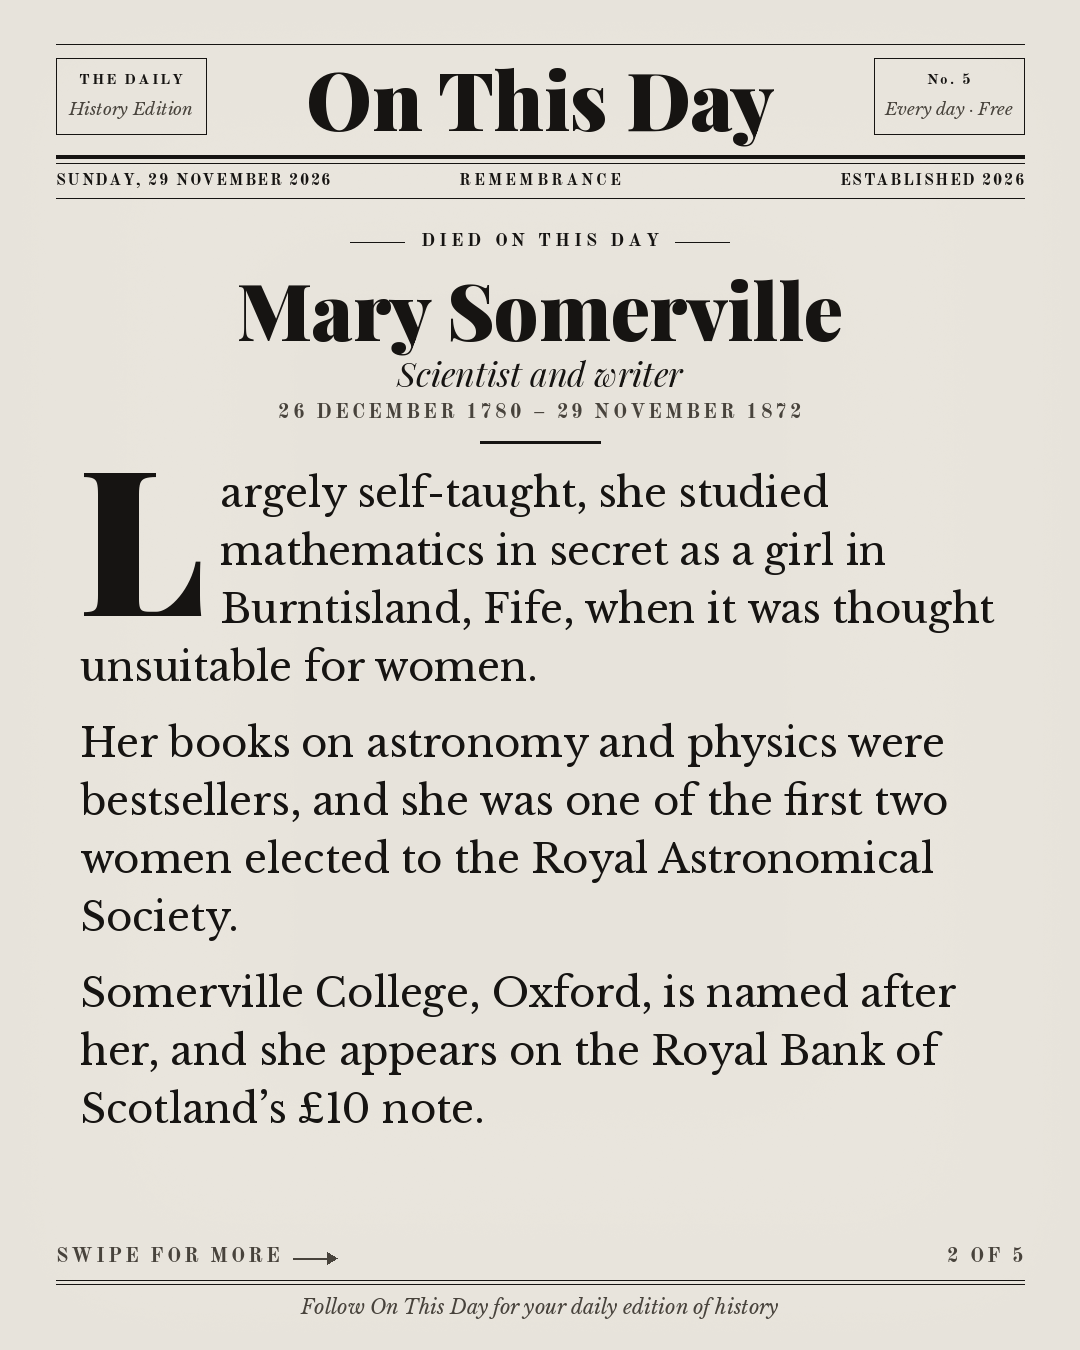 THE DAILY
History Edition
On This Day
No. 5
Every day · Free
SUNDAY, 29 NOVEMBER 2026
REMEMBRANCE
ESTABLISHED 2026
DIED ON THIS DAY
Mary Somerville
Scientist and writer
26 DECEMBER 1780 – 29 NOVEMBER 1872
Largely self-taught, she studied
mathematics in secret as a girl in
Burntisland, Fife, when it was thought
unsuitable for women.
Her books on astronomy and physics were
bestsellers, and she was one of the first two
women elected to the Royal Astronomical
Society.
Somerville College, Oxford, is named after
her, and she appears on the Royal Bank of
Scotland’s £10 note.
SWIPE FOR MORE
2 OF 5
Follow On This Day for your daily edition of history